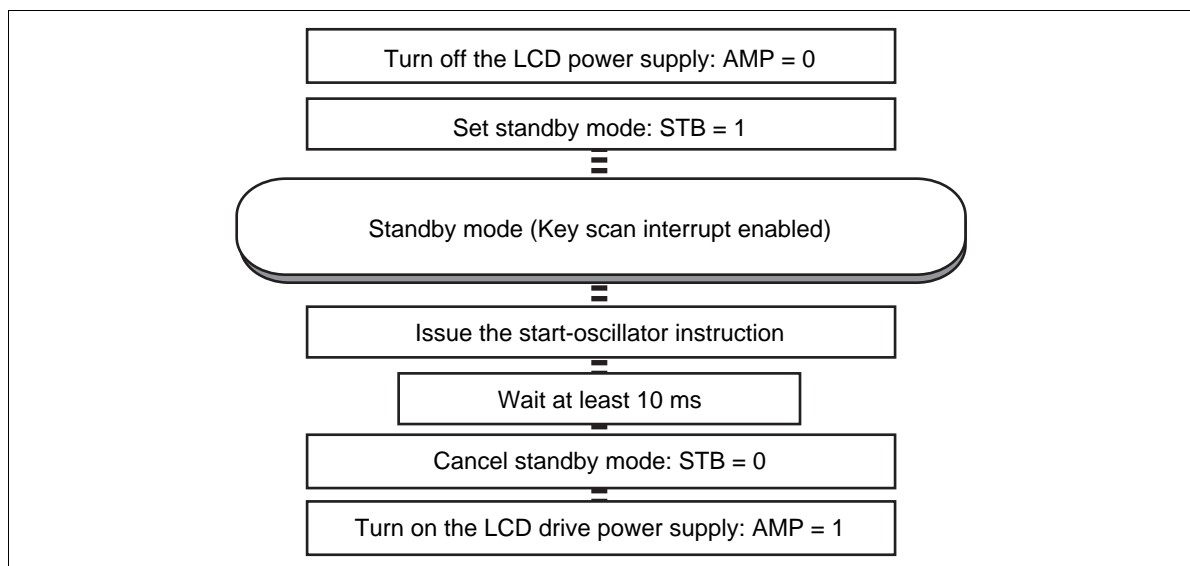 Turn off the LCD power supply: AMP = 0
Set standby mode: STB = 1
Standby mode (Key scan interrupt enabled)
Issue the start-oscillator instruction
Wait at least 10 ms
Cancel standby mode: STB = 0
Turn on the LCD drive power supply: AMP = 1